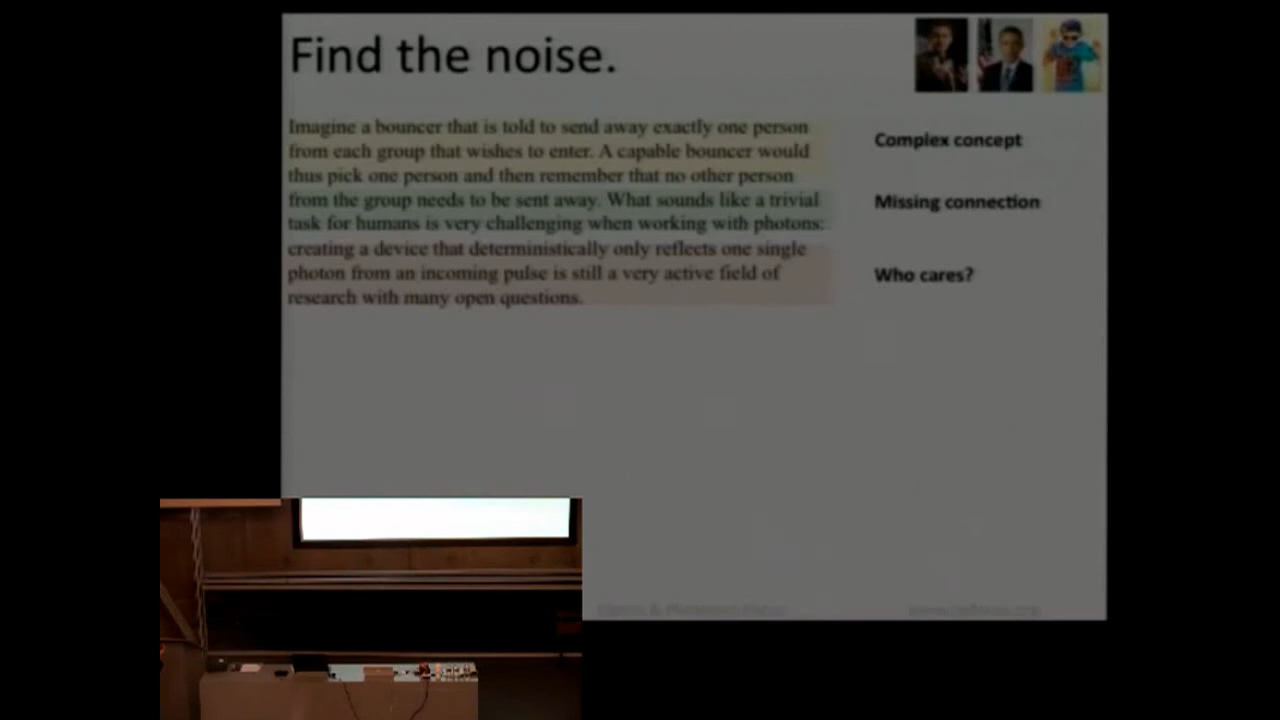 Find the noise.
Imagine a bouncer that is told to send away exactly one person
from each group that wishes to enter. A capable bouncer would
thus pick one person and then remember that no other person
from the group needs to be sent away. What sounds like a trivial
task for humans is very challenging when working with photons:
creating a device that deterministically only reflects one single
photon from an incoming pulse is still a very active field of
research with many open questions.
Complex concept
Missing connection
Who cares?